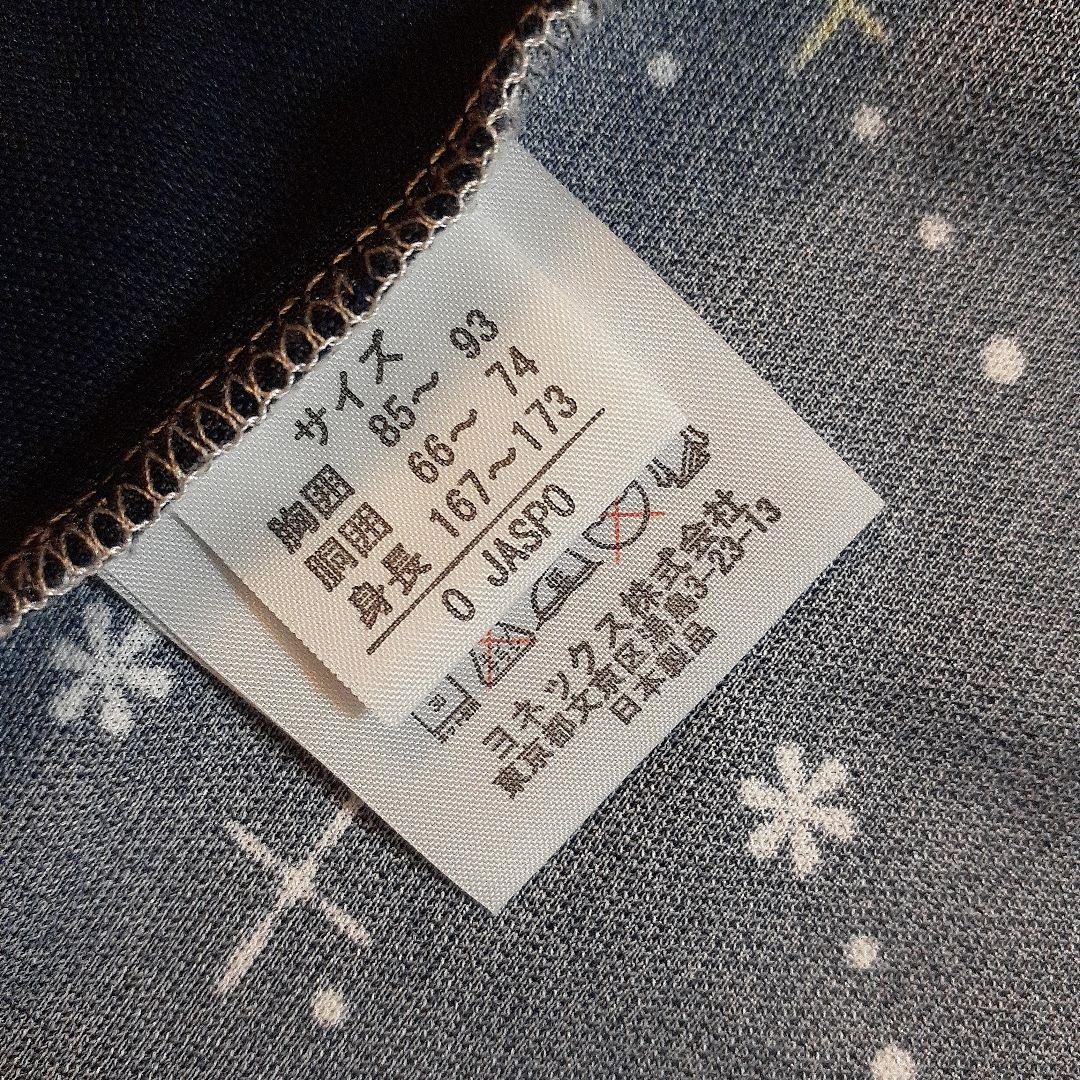 サイズ
胸囲 85～ 93
胴囲 66～ 74
身長 167～173
O JASPO
ヨネックス株式会社
東京都文京区湯島3-23-13
日本製品